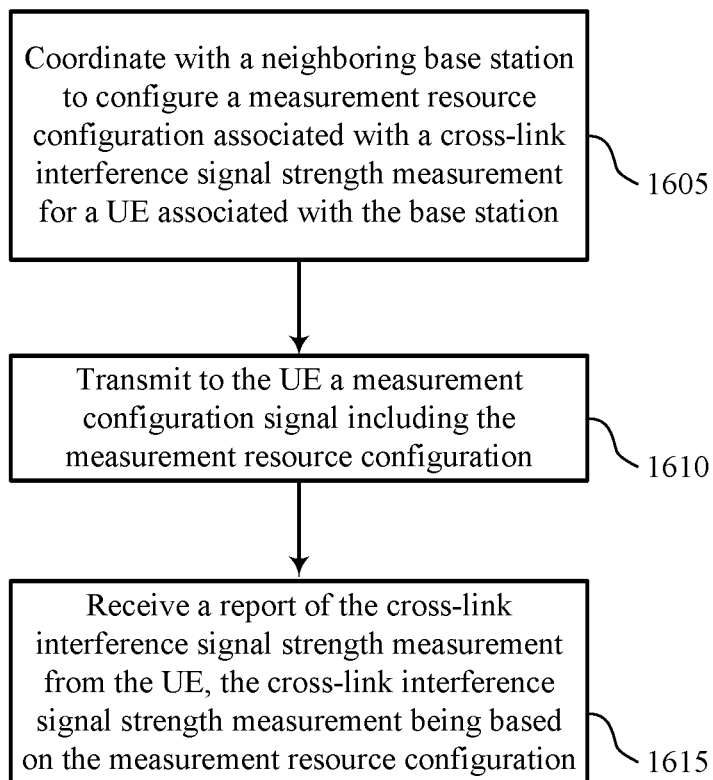 Coordinate with a neighboring base station
to configure a measurement resource
configuration associated with a cross-link
interference signal strength measurement
for a UE associated with the base station
1605
Transmit to the UE a measurement
configuration signal including the
measurement resource configuration
1610
Receive a report of the cross-link
interference signal strength measurement
from the UE, the cross-link interference
signal strength measurement being based
on the measurement resource configuration
1615